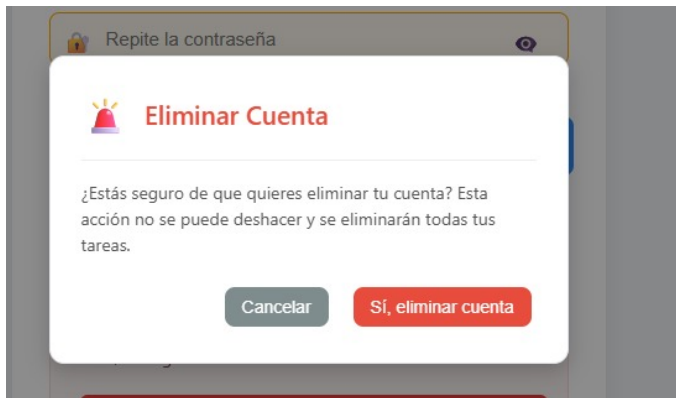 Repite la contraseña
Eliminar Cuenta
¿Estás seguro de que quieres eliminar tu cuenta? Esta
acción no se puede deshacer y se eliminarán todas tus
tareas.
Cancelar
Sí, eliminar cuenta